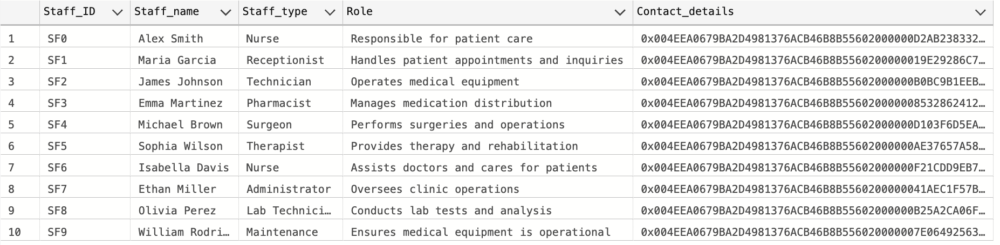 Staff_ID Staff_name Staff_type Role Contact_details
1 SF0 Alex Smith Nurse Responsible for patient care 0x004EEA0679BA2D4981376ACB46B8B55602000000D2AB238332…
2 SF1 Maria Garcia Receptionist Handles patient appointments and inquiries 0x004EEA0679BA2D4981376ACB46B8B5560200000019E29286C7…
3 SF2 James Johnson Technician Operates medical equipment 0x004EEA0679BA2D4981376ACB46B8B55602000000B0BC9B1EEB…
4 SF3 Emma Martinez Pharmacist Manages medication distribution 0x004EEA0679BA2D4981376ACB46B8B556020000008532862412…
5 SF4 Michael Brown Surgeon Performs surgeries and operations 0x004EEA0679BA2D4981376ACB46B8B55602000000D103F6D5EA…
6 SF5 Sophia Wilson Therapist Provides therapy and rehabilitation 0x004EEA0679BA2D4981376ACB46B8B55602000000AE37657A58…
7 SF6 Isabella Davis Nurse Assists doctors and cares for patients 0x004EEA0679BA2D4981376ACB46B8B55602000000F21CDD9EB7…
8 SF7 Ethan Miller Administrator Oversees clinic operations 0x004EEA0679BA2D4981376ACB46B8B5560200000041AEC1F57B…
9 SF8 Olivia Perez Lab Technici… Conducts lab tests and analysis 0x004EEA0679BA2D4981376ACB46B8B55602000000B25A2CA06F…
10 SF9 William Rodri… Maintenance Ensures medical equipment is operational 0x004EEA0679BA2D4981376ACB46B8B556020000007E06492563…